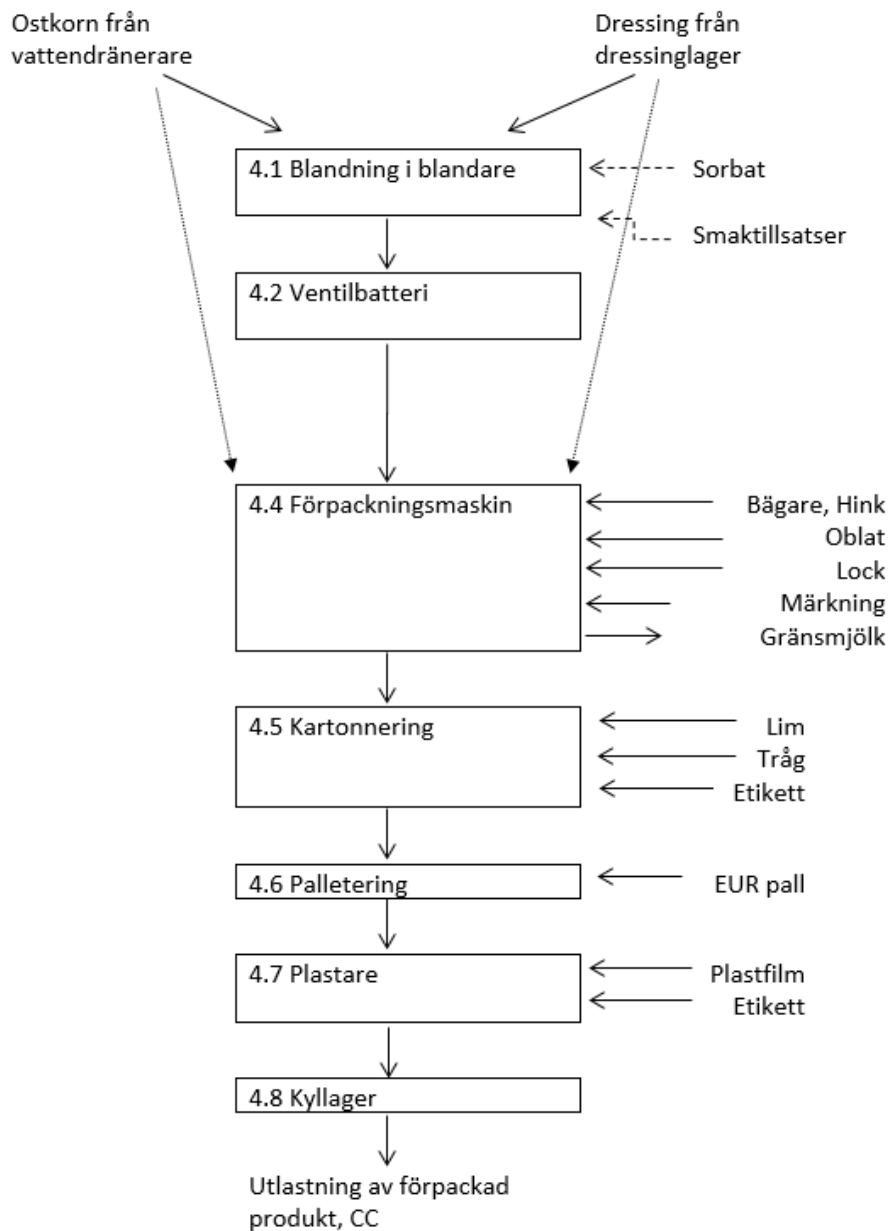 Ostkorn från
vattendränerare
Dressing från
dressinglager
4.1 Blandning i blandare
Sorbat
Smaktillsatser
4.2 Ventilbatteri
4.4 Förpackningsmaskin
Bägare, Hink
Oblat
Lock
Märkning
Gränsmjölk
4.5 Kartonnering
Lim
Tråg
Etikett
4.6 Palletering
EUR pall
4.7 Plastare
Plastfilm
Etikett
4.8 Kyllager
Utlastning av förpackad
produkt, CC